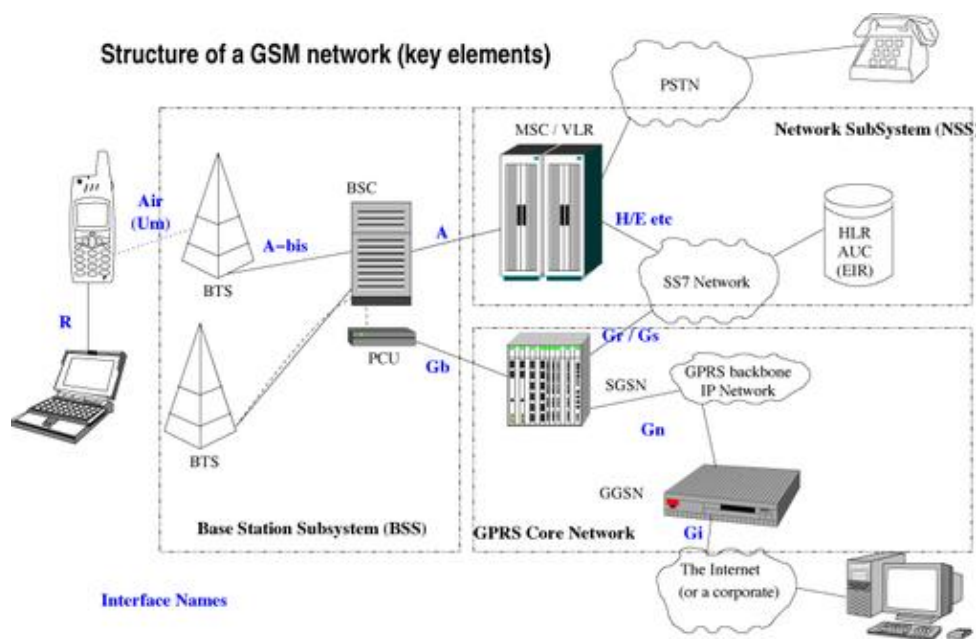 Structure of a GSM network (key elements)
PSTN
MSC / VLR
Network SubSystem (NSS
BSC
Air
(Um)
A-bis
A
H/E etc
HLR
AUC
(EIR)
BTS
SS7 Network
R
PCU
Gb
Gr / Gs
SGSN
GPRS backbone
IP Network
Gn
BTS
GGSN
Base Station Subsystem (BSS)
GPRS Core Network
Gi
The Internet
(or a corporate)
Interface Names